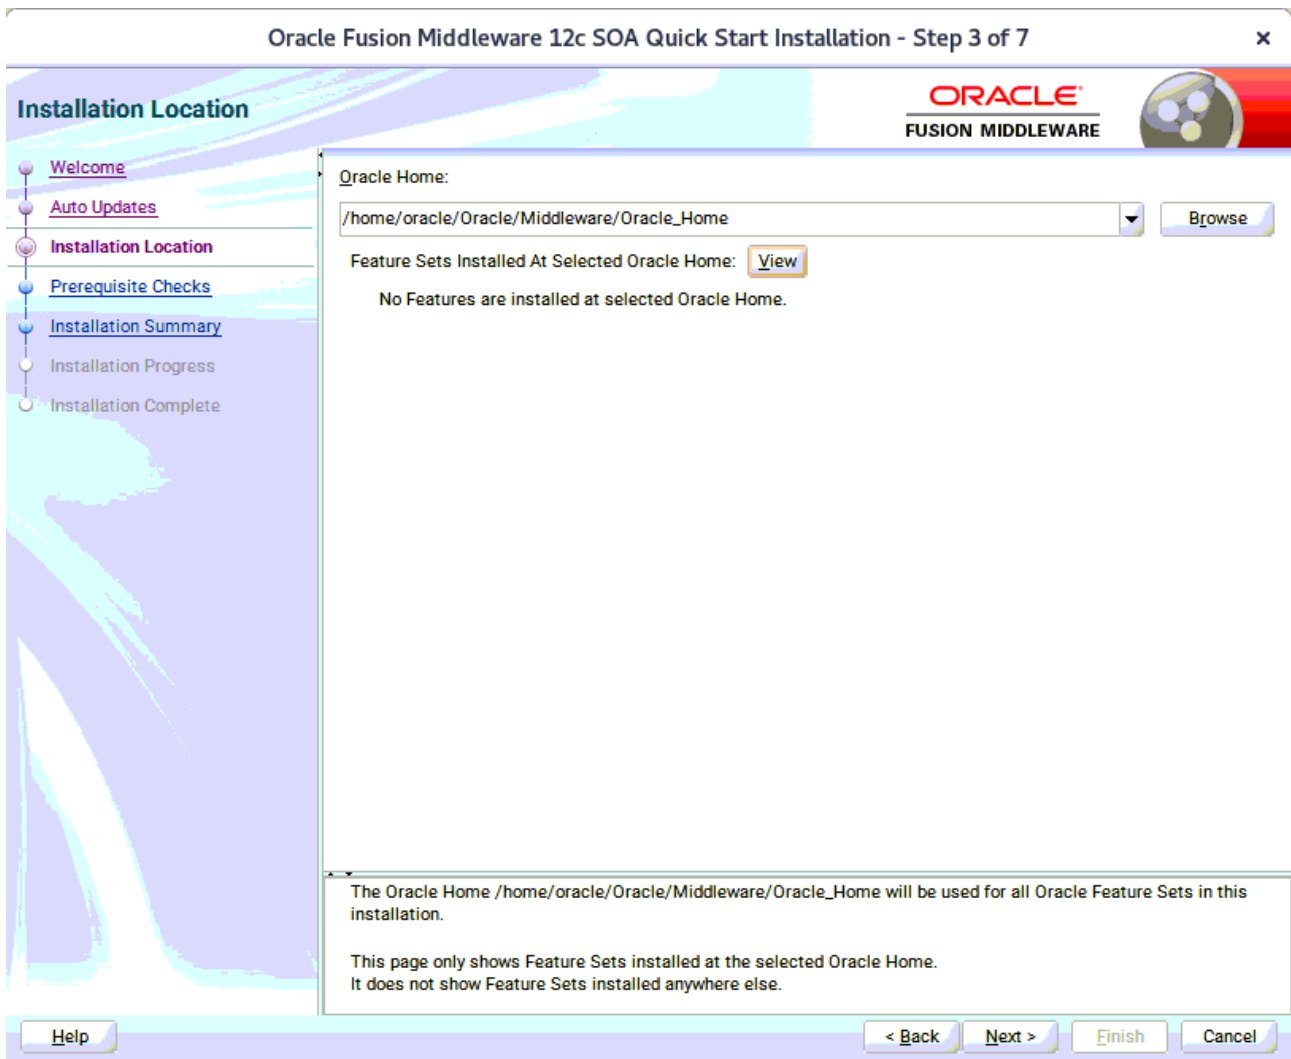 Oracle Fusion Middleware 12c SOA Quick Start Installation - Step 3 of 7
Installation Location
ORACLE
FUSION MIDDLEWARE
Welcome
Auto Updates
Installation Location
Prerequisite Checks
Installation Summary
Installation Progress
Installation Complete
Oracle Home:
/home/oracle/Oracle/Middleware/Oracle_Home
Browse
Feature Sets Installed At Selected Oracle Home: View
No Features are installed at selected Oracle Home.
The Oracle Home /home/oracle/Oracle/Middleware/Oracle_Home will be used for all Oracle Feature Sets in this
installation.
This page only shows Feature Sets installed at the selected Oracle Home.
It does not show Feature Sets installed anywhere else.
Help
< Back
Next >
Finish
Cancel